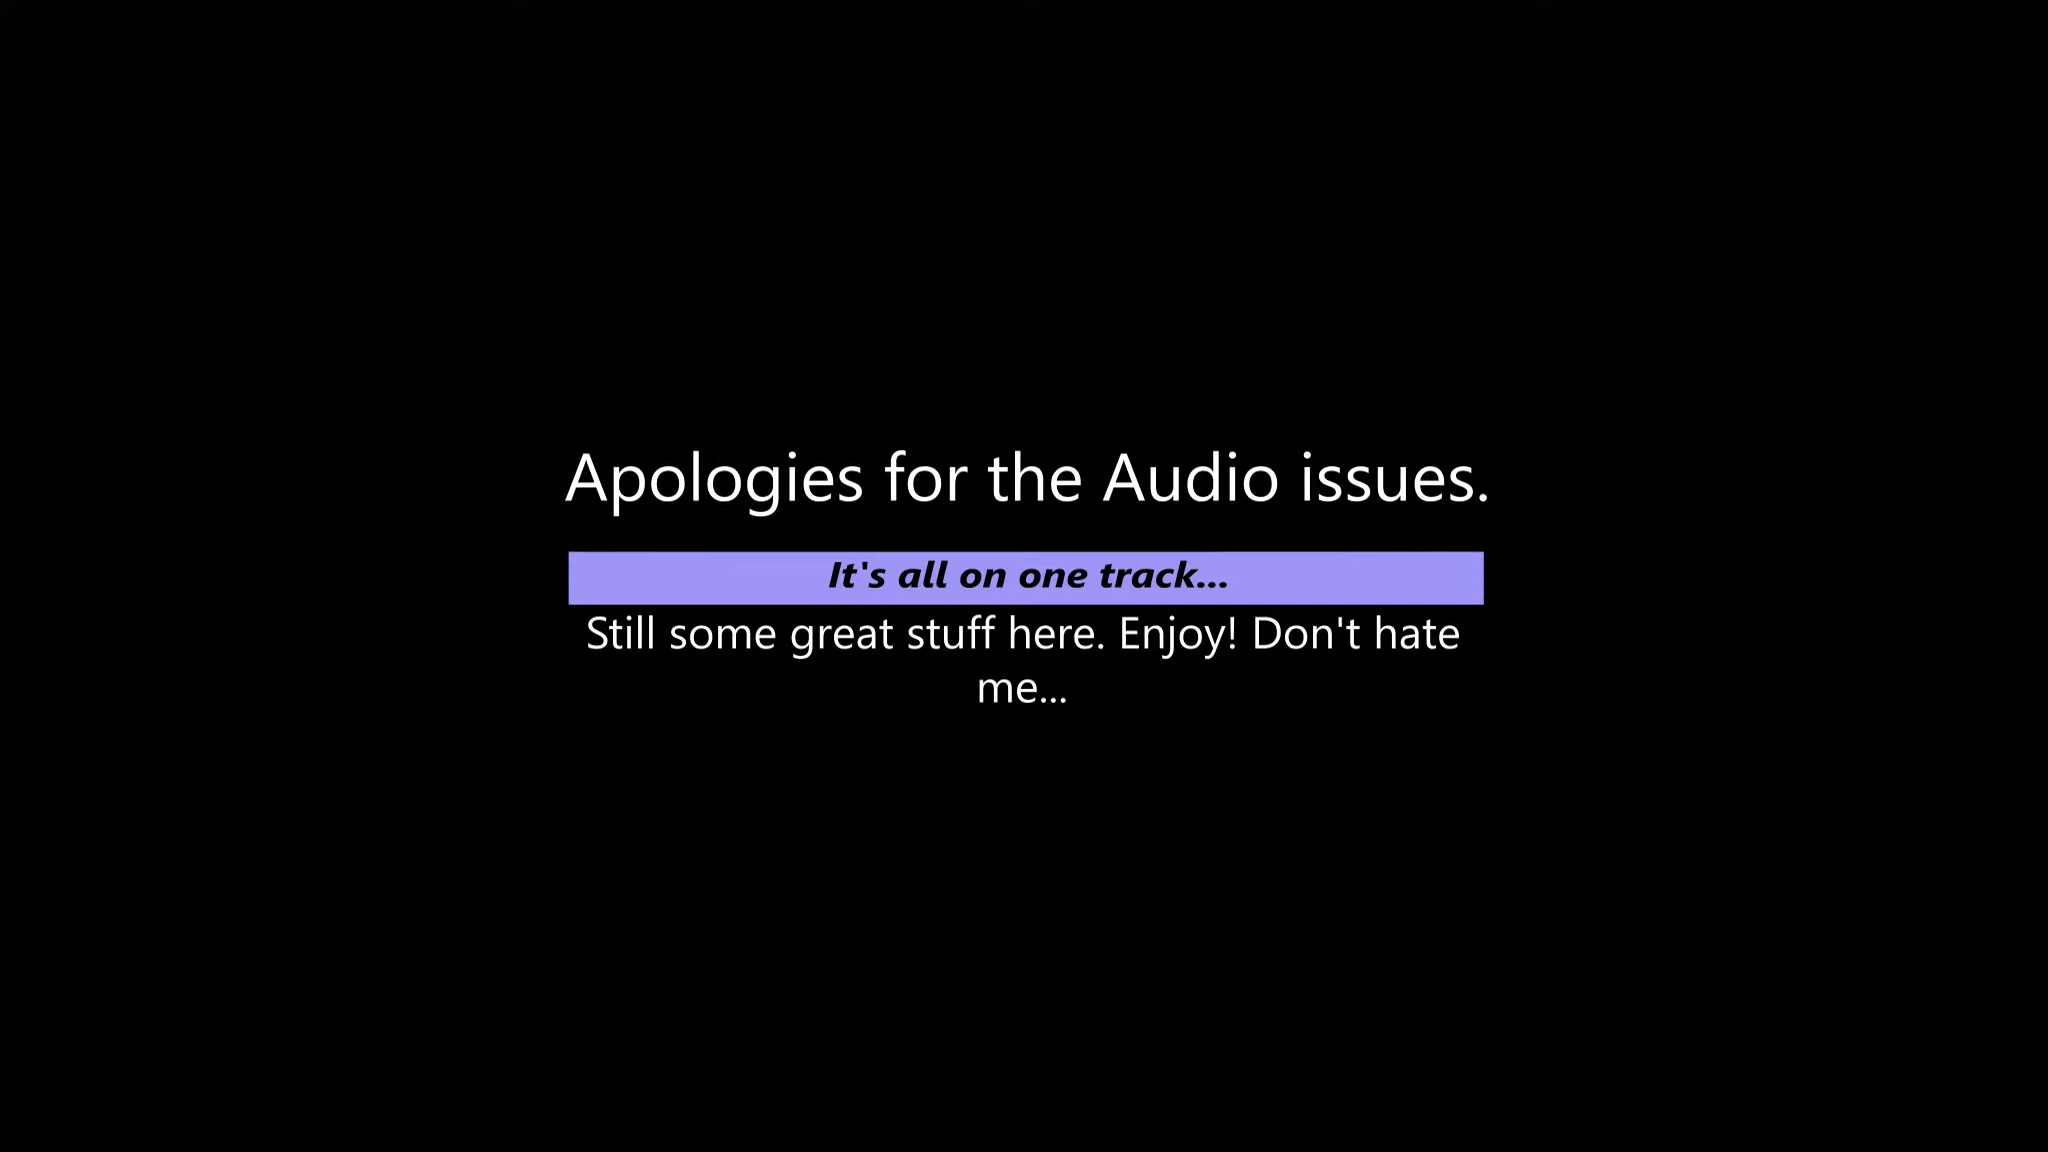 Apologies for the Audio issues.
It's all on one track...
Still some great stuff here. Enjoy! Don't hate
me...